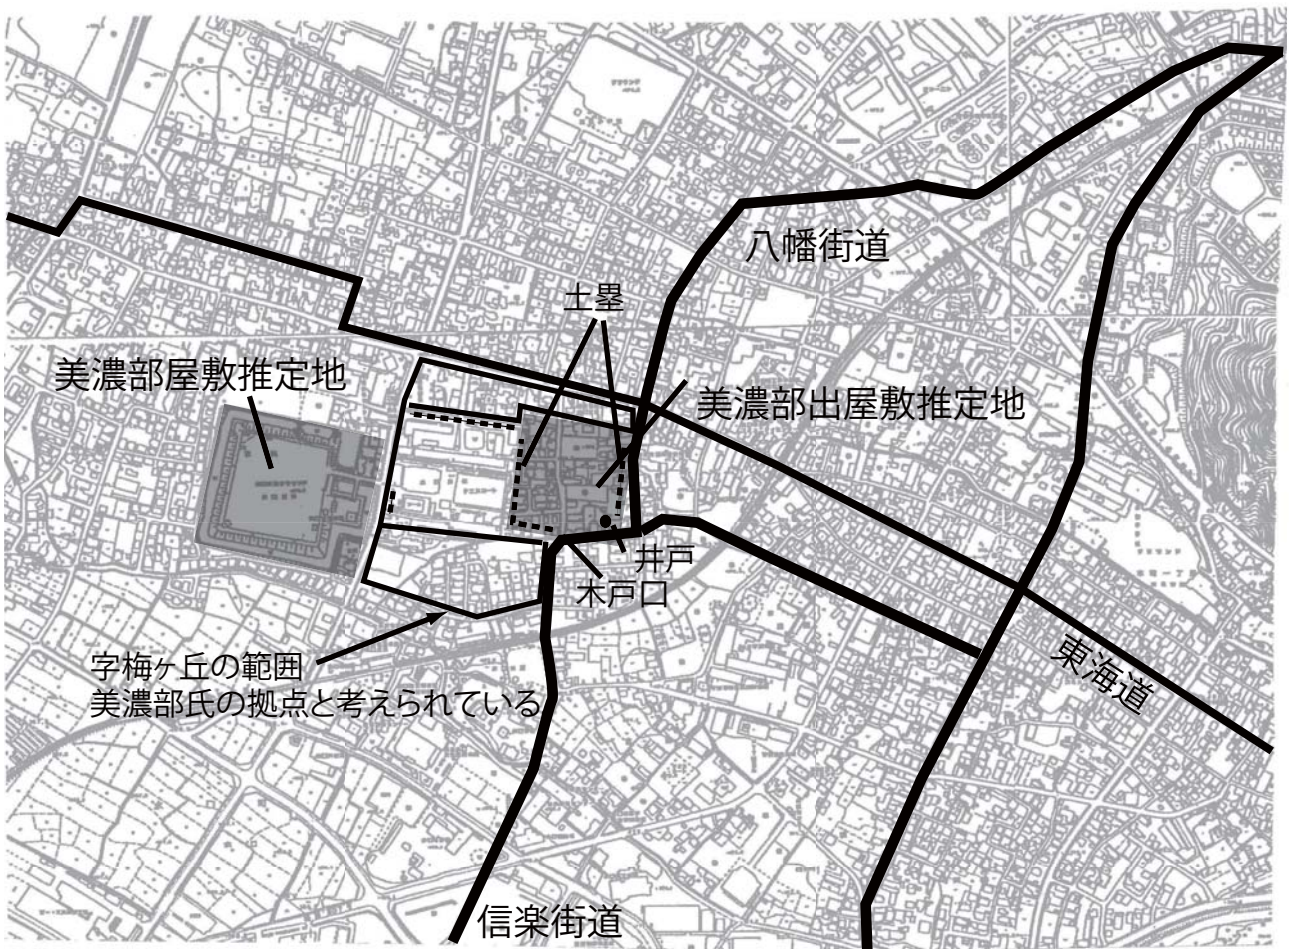 八幡街道
土塁
美濃部屋敷推定地
美濃部出屋敷推定地
井戸
木戸口
字梅ヶ丘の範囲
美濃部氏の拠点と考えられている
東海道
信楽街道